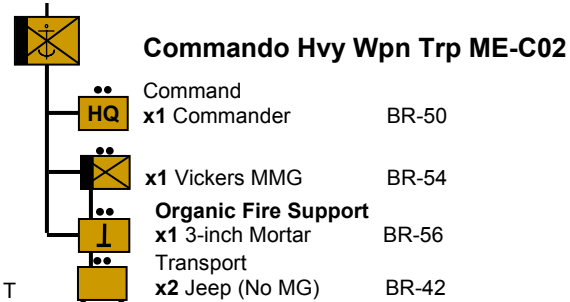 Commando Hvy Wpn Trp ME-C02
Command
HQ x1 Commander BR-50
x1 Vickers MMG BR-54
Organic Fire Support
x1 3-inch Mortar BR-56
Transport
T x2 Jeep (No MG) BR-42